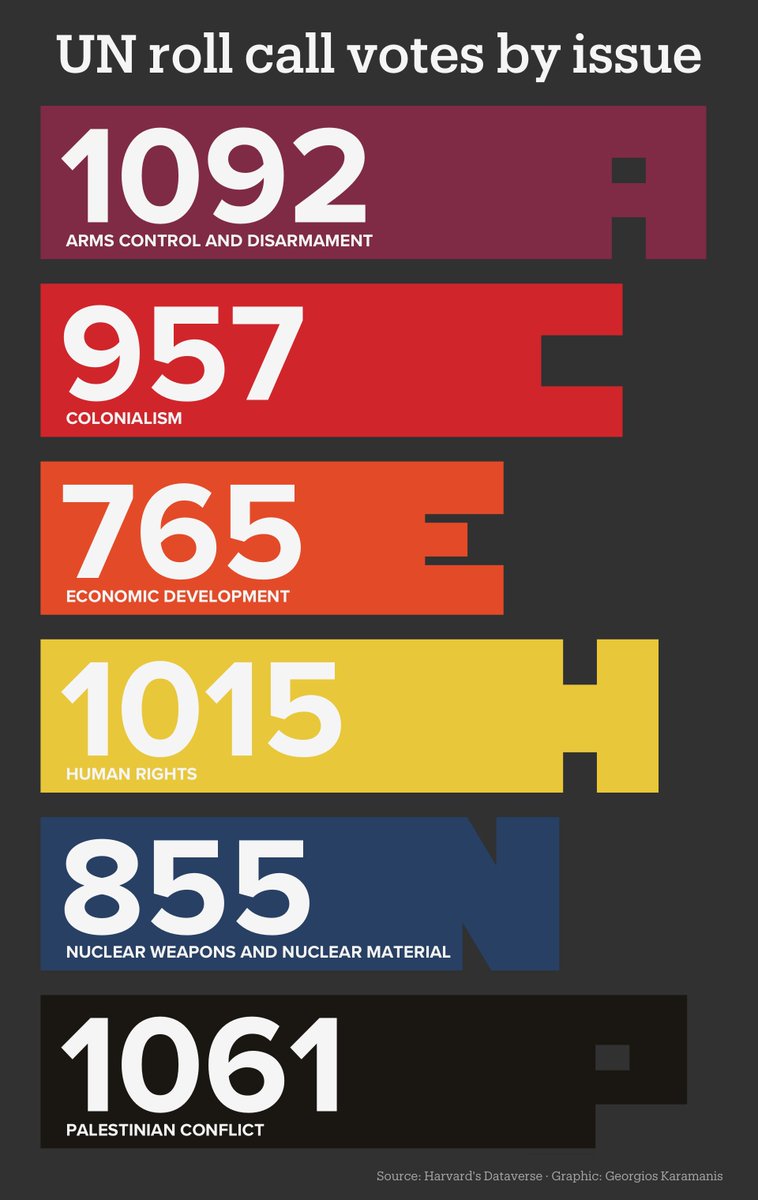 UN roll call votes by issue
1092
ARMS CONTROL AND DISARMAMENT
A
957
COLONIALISM
C
765
ECONOMIC DEVELOPMENT
E
1015
HUMAN RIGHTS
H
855
NUCLEAR WEAPONS AND NUCLEAR MATERIAL
N
1061
PALESTINIAN CONFLICT
P
Source: Harvard's Dataverse · Graphic: Georgios Karamanis